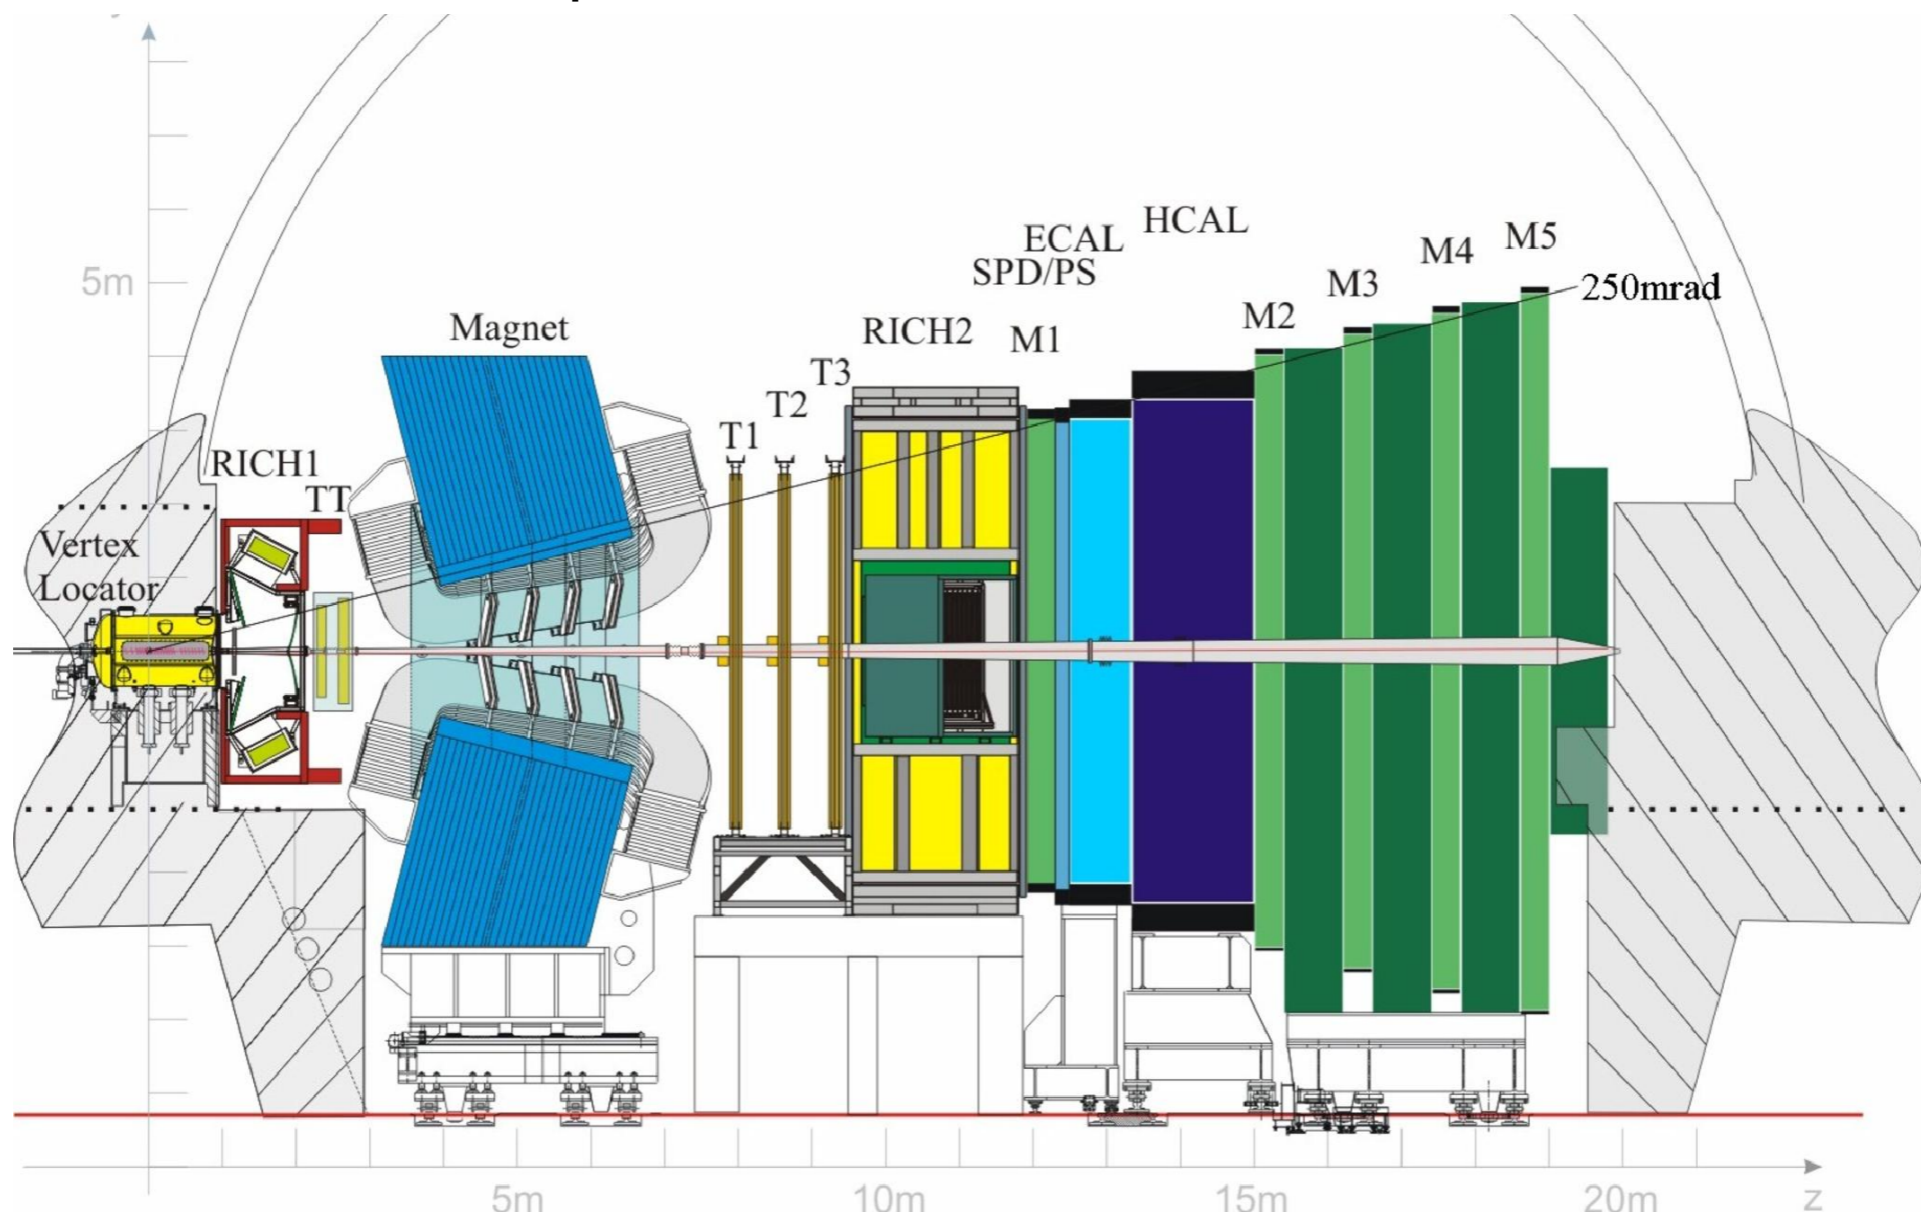 HCAL
ECAL
M5
M4
SPD/PS
M3
250mrad
5m
M2
Magnet
RICH2
M1
T3
T2
T1
RICH1
TT
Vertex
Locator
5m
10m
15m
20m
z